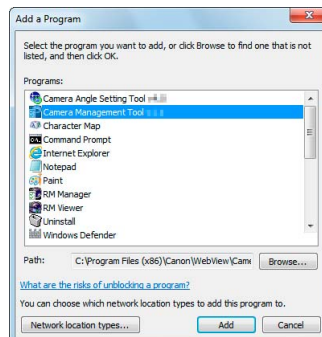 Add a Program
Select the program you want to add, or click Browse to find one that is not
listed, and then click OK.
Programs:
Camera Angle Setting Tool
Camera Management Tool
Character Map
Command Prompt
Internet Explorer
Notepad
Paint
RM Manager
RM Viewer
Uninstall
Windows Defender
Path: C:\Program Files (x86)\Canon\WebView\Came Browse...
What are the risks of unblocking a program?
You can choose which network location types to add this program to.
Network location types... Add Cancel